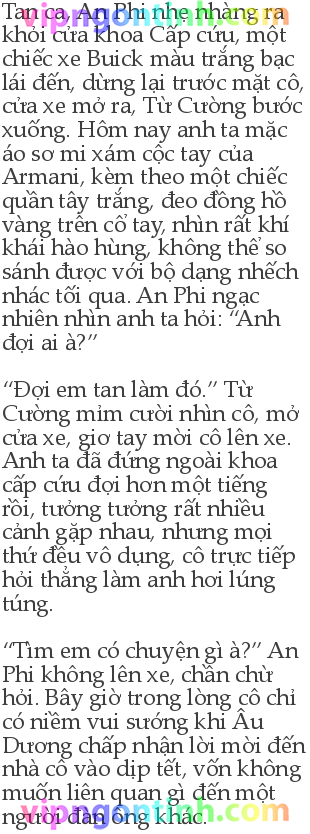 Tan ca, An Phi nhẹ nhàng ra
khỏi cửa khoa Cấp cứu, một
chiếc xe Buick màu trắng bạc
lái đến, dừng lại trước mặt cô,
cửa xe mở ra, Từ Cường bước
xuống. Hôm nay anh ta mặc
áo sơ mi xám cộc tay của
Armani, kèm theo một chiếc
quần tây trắng, đeo đồng hồ
vàng trên cổ tay, nhìn rất khí
khái hào hùng, không thể so
sánh được với bộ dạng nhếch
nhác tối qua. An Phi ngạc
nhiên nhìn anh ta hỏi: “Anh
đợi ai à?”

“Đợi em tan làm đó.” Từ
Cường mỉm cười nhìn cô, mở
cửa xe, giơ tay mời cô lên xe.
Anh ta đã đứng ngoài khoa
cấp cứu đợi hơn một tiếng
rồi, tưởng tưởng rất nhiều
cảnh gặp nhau, nhưng mọi
thứ đều vô dụng, cô trực tiếp
hỏi thẳng làm anh hơi lúng
túng.

“Tìm em có chuyện gì à?” An
Phi không lên xe, chần chừ
hỏi. Bây giờ trong lòng cô chỉ
có niềm vui sướng khi Âu
Dương chấp nhận lời mời đến
nhà cô vào dịp tết, vốn không
muốn liên quan gì đến một
người đàn ông khác.
vipngontinh.com
vipngontinh.com